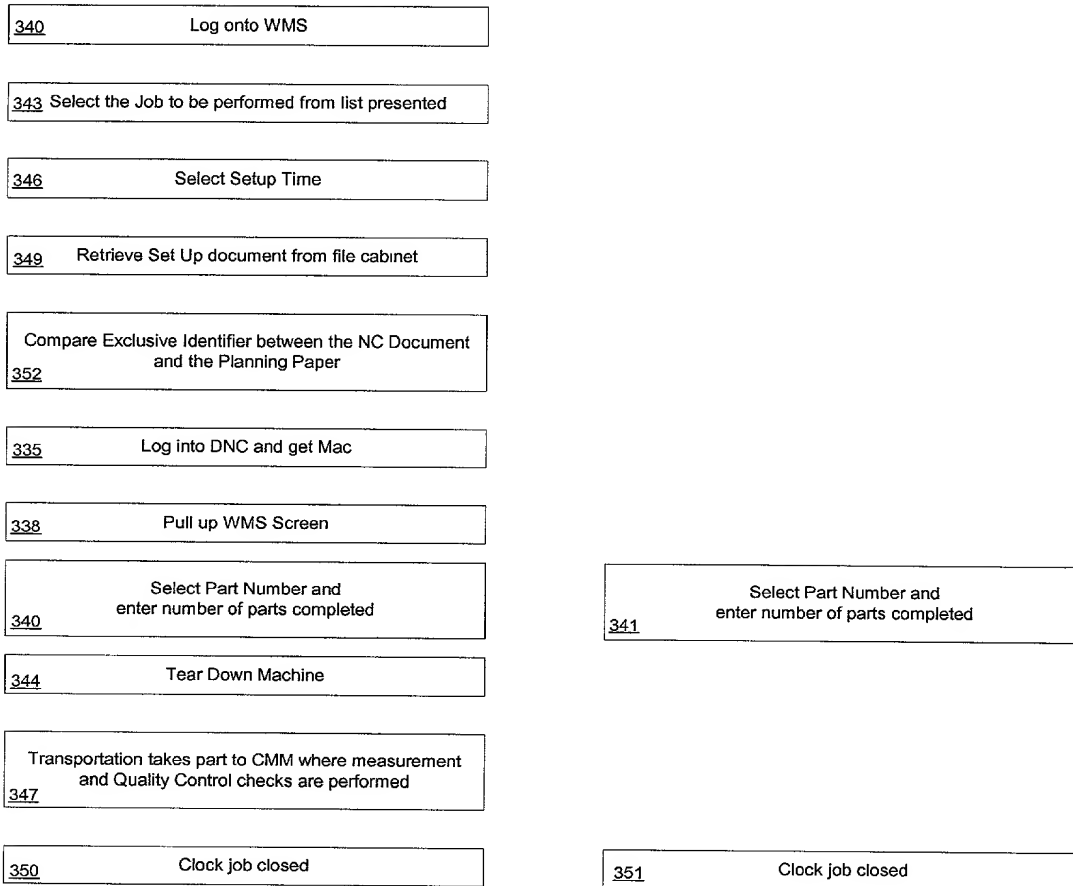 340 Log onto WMS
343 Select the Job to be performed from list presented
346 Select Setup Time
349 Retrieve Set Up document from file cabinet
Compare Exclusive Identifier between the NC Document
and the Planning Paper
352
335 Log into DNC and get Mac
338 Pull up WMS Screen
Select Part Number and
enter number of parts completed
340
Select Part Number and
enter number of parts completed
341
344 Tear Down Machine
Transportation takes part to CMM where measurement
and Quality Control checks are performed
347
350 Clock job closed
351 Clock job closed